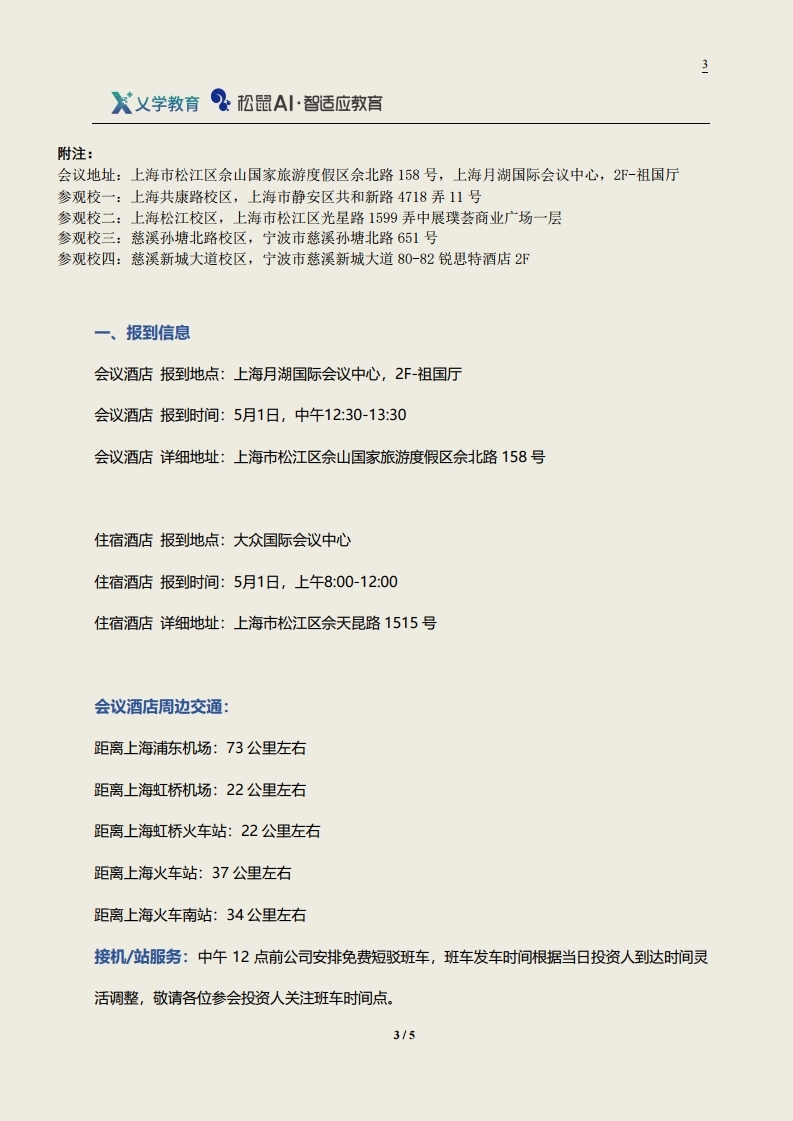 3
乂学教育 松鼠AI·智适应教育
附注：
会议地址：上海市松江区佘山国家旅游度假区佘北路 158 号，上海月湖国际会议中心，2F-祖国厅
参观校一：上海共康路校区，上海市静安区共和新路 4718 弄 11 号
参观校二：上海松江校区，上海市松江区光星路 1599 弄中展璞荟商业广场一层
参观校三：慈溪孙塘北路校区，宁波市慈溪孙塘北路 651 号
参观校四：慈溪新城大道校区，宁波市慈溪新城大道 80-82 锐思特酒店 2F
一、报到信息
会议酒店 报到地点：上海月湖国际会议中心，2F-祖国厅
会议酒店 报到时间：5月1日，中午12:30-13:30
会议酒店 详细地址：上海市松江区佘山国家旅游度假区佘北路 158 号
住宿酒店 报到地点：大众国际会议中心
住宿酒店 报到时间：5月1日，上午8:00-12:00
住宿酒店 详细地址：上海市松江区佘天昆路 1515 号
会议酒店周边交通：
距离上海浦东机场：73 公里左右
距离上海虹桥机场：22 公里左右
距离上海虹桥火车站：22 公里左右
距离上海火车站：37 公里左右
距离上海火车南站：34 公里左右
接机/站服务：中午 12 点前公司安排免费短驳班车，班车发车时间根据当日投资人到达时间灵
活调整，敬请各位参会投资人关注班车时间点。
3 / 5